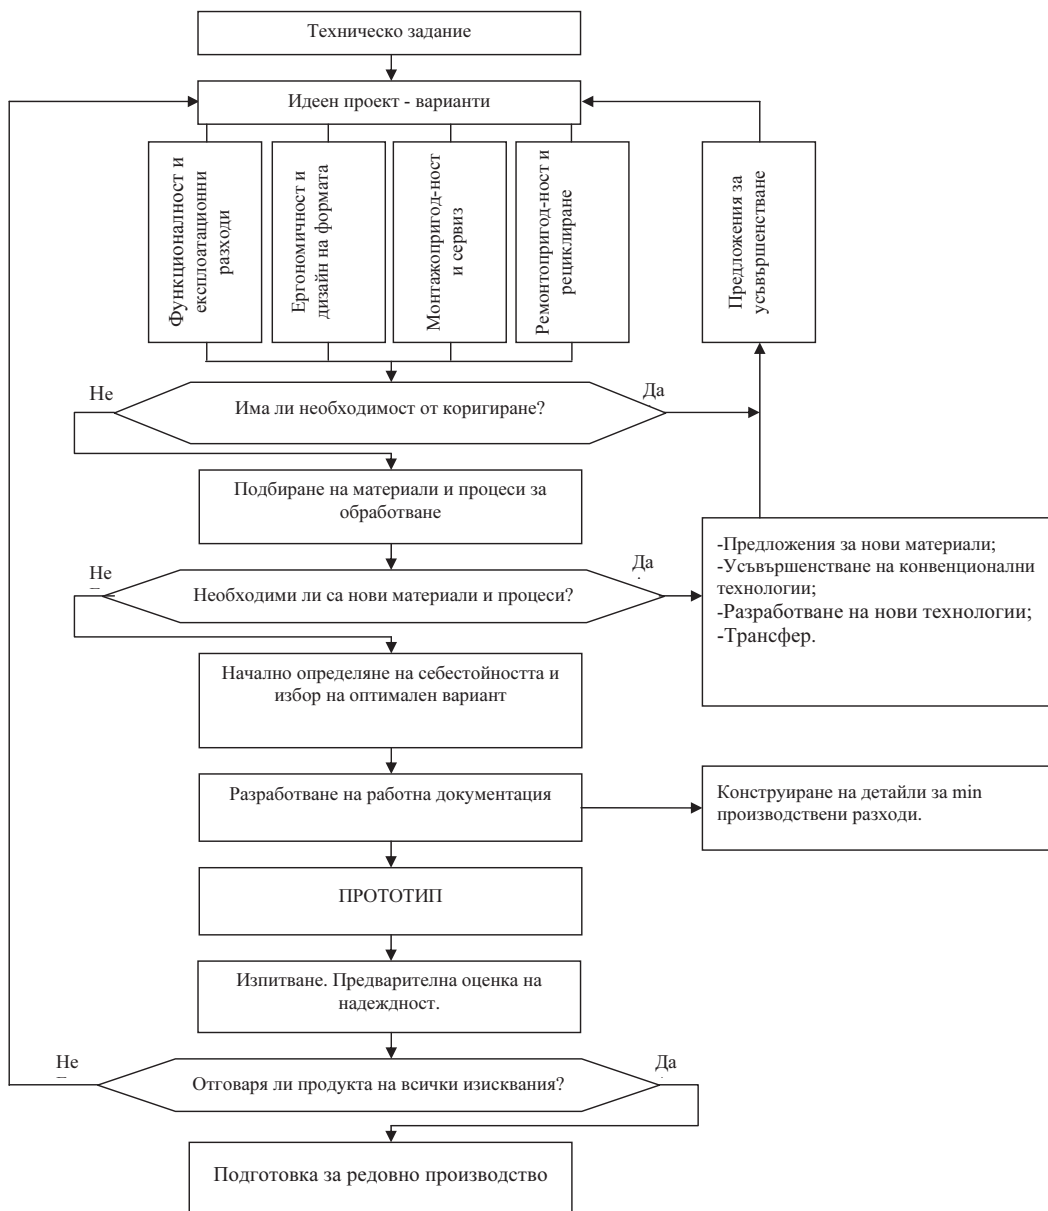 Техническо задание
Идеен проект - варианти
Функционалност и
експлоатационни
разходи
Ергономичност и
дизайн на формата
Монтажопригод-ност
и сервиз
Ремонтопригод-ност и
рециклиране
Предложения за
усъвършенстване
Не
Да
Има ли необходимост от коригиране?
Подбиране на материали и процеси за
обработване
Не
Да
Необходими ли са нови материали и процеси?
-Предложения за нови материали;
-Усъвършенстване на конвенционални
технологии;
-Разработване на нови технологии;
-Трансфер.
Начално определяне на себестойността и
избор на оптимален вариант
Разработване на работна документация
Конструиране на детайли за min
производствени разходи.
ПРОТОТИП
Изпитване. Предварителна оценка на
надеждност.
Не
Да
Отговаря ли продукта на всички изисквания?
Подготовка за редовно производство